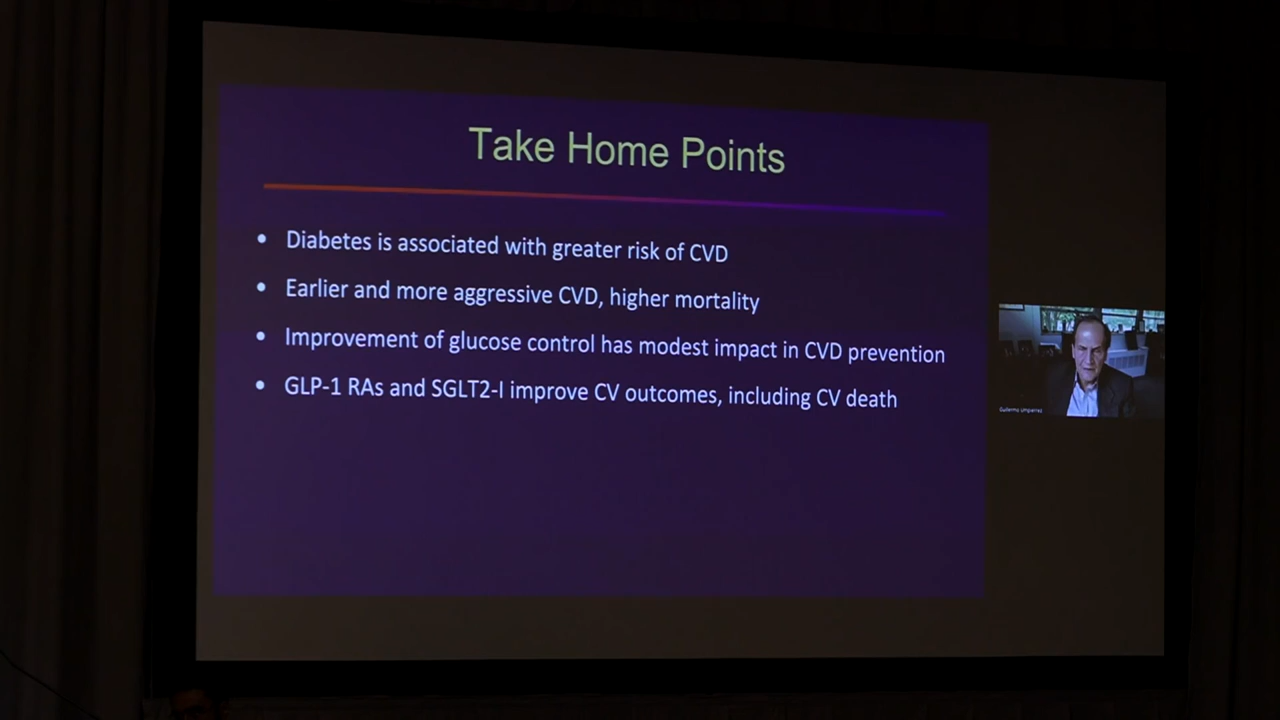 Take Home Points
• Diabetes is associated with greater risk of CVD
• Earlier and more aggressive CVD, higher mortality
• Improvement of glucose control has modest impact in CVD prevention
• GLP-1 RAs and SGLT2-I improve CV outcomes, including CV death
Guillermo Umpierrez